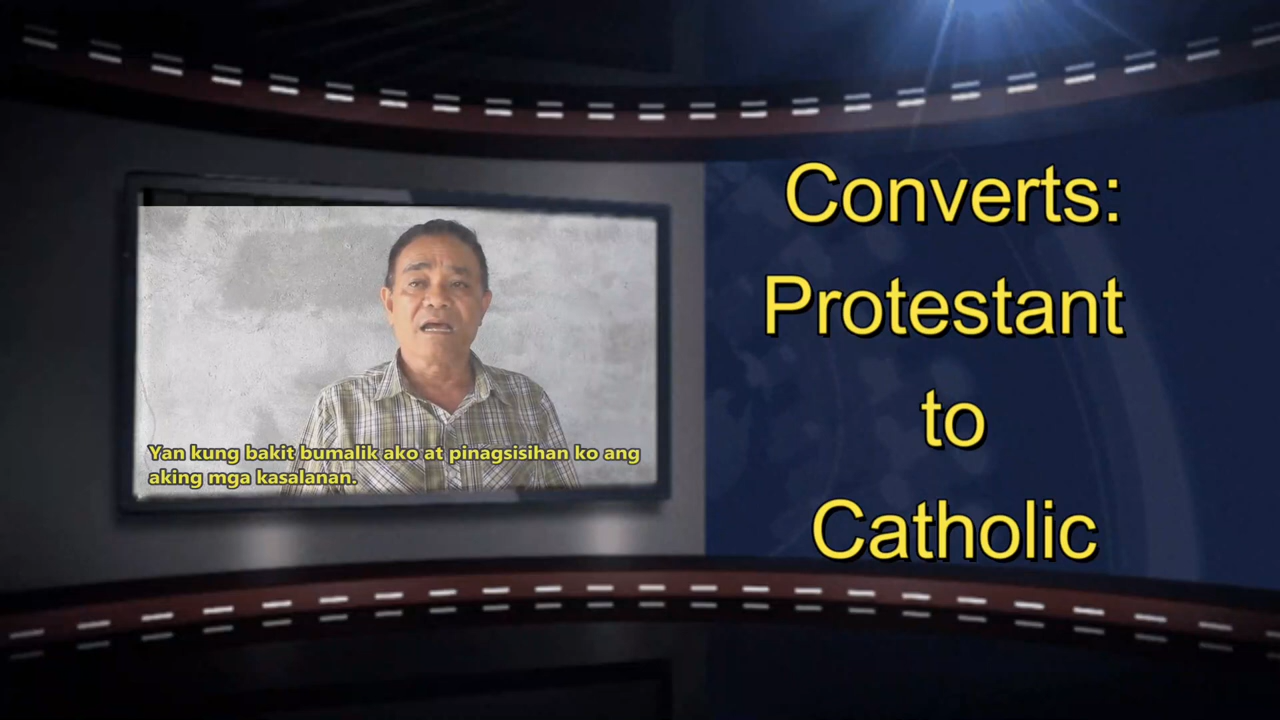 Yan kung bakit bumalik ako at pinagsisihan ko ang
aking mga kasalanan.
Converts:
Protestant
to
Catholic